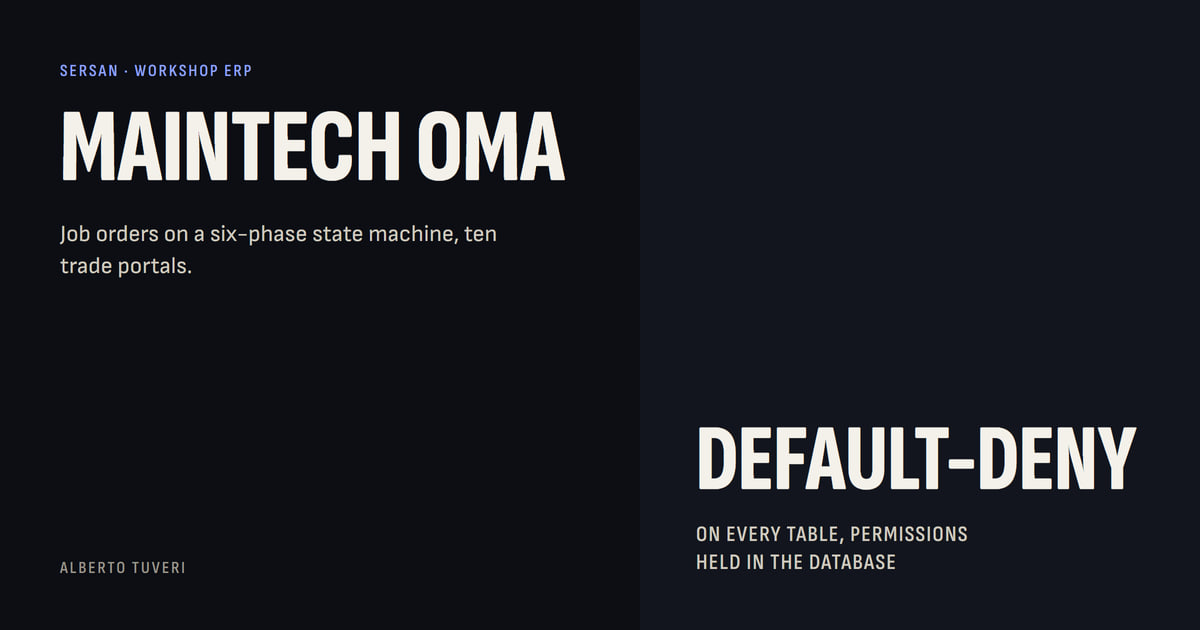 SERSAN · WORKSHOP ERP
MAINTECH OMA
Job orders on a six-phase state machine, ten
trade portals.
ALBERTO TUVERI
DEFAULT-DENY
ON EVERY TABLE, PERMISSIONS
HELD IN THE DATABASE